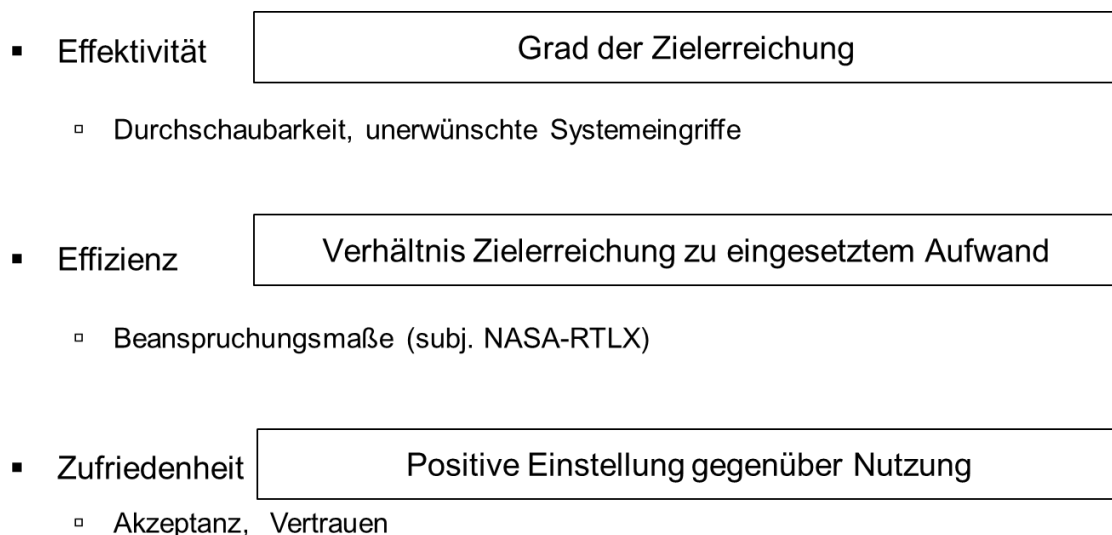 ▪ Effektivität Grad der Zielerreichung
▫ Durchschaubarkeit, unerwünschte Systemeingriffe
▪ Effizienz Verhältnis Zielerreichung zu eingesetztem Aufwand
▫ Beanspruchungsmaße (subj. NASA-RTLX)
▪ Zufriedenheit Positive Einstellung gegenüber Nutzung
▫ Akzeptanz, Vertrauen